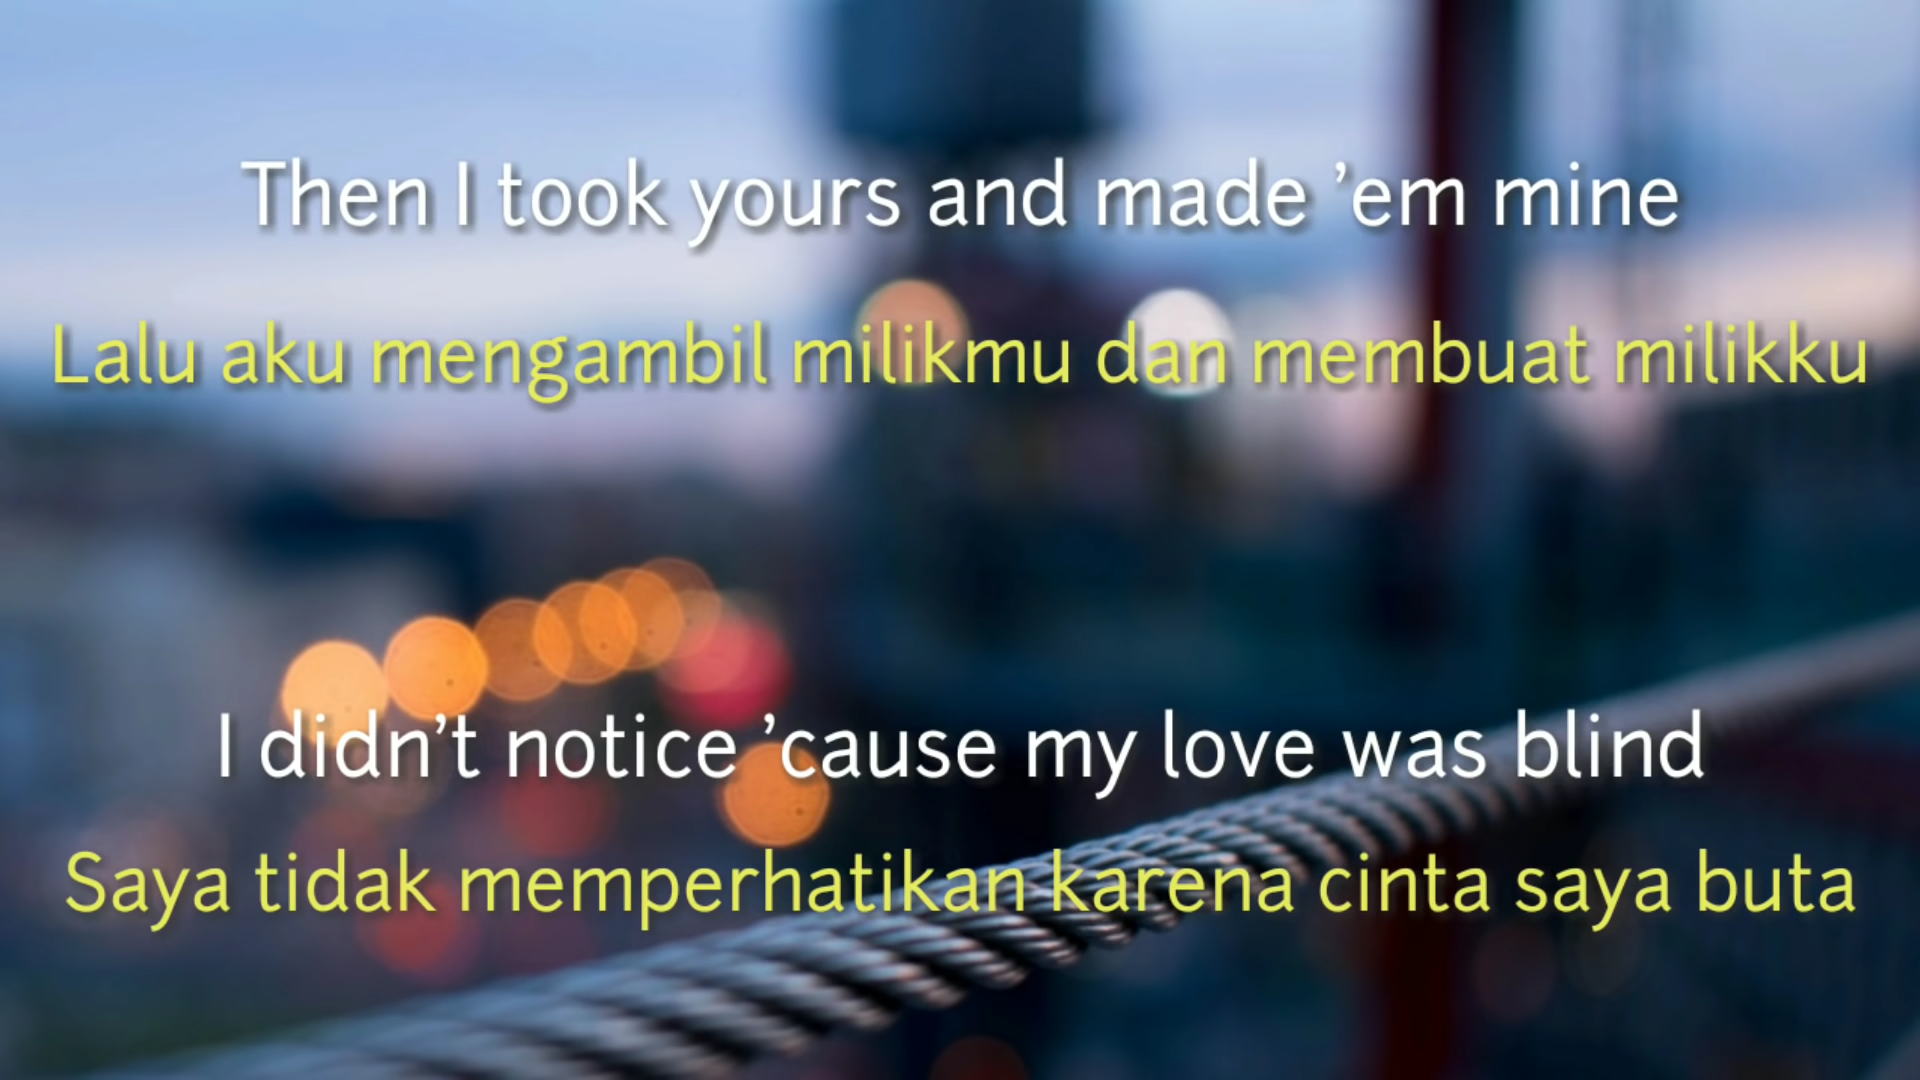 Then I took yours and made ’em mine
Lalu aku mengambil milikmu dan membuat milikku
I didn’t notice ’cause my love was blind
Saya tidak memperhatikan karena cinta saya buta